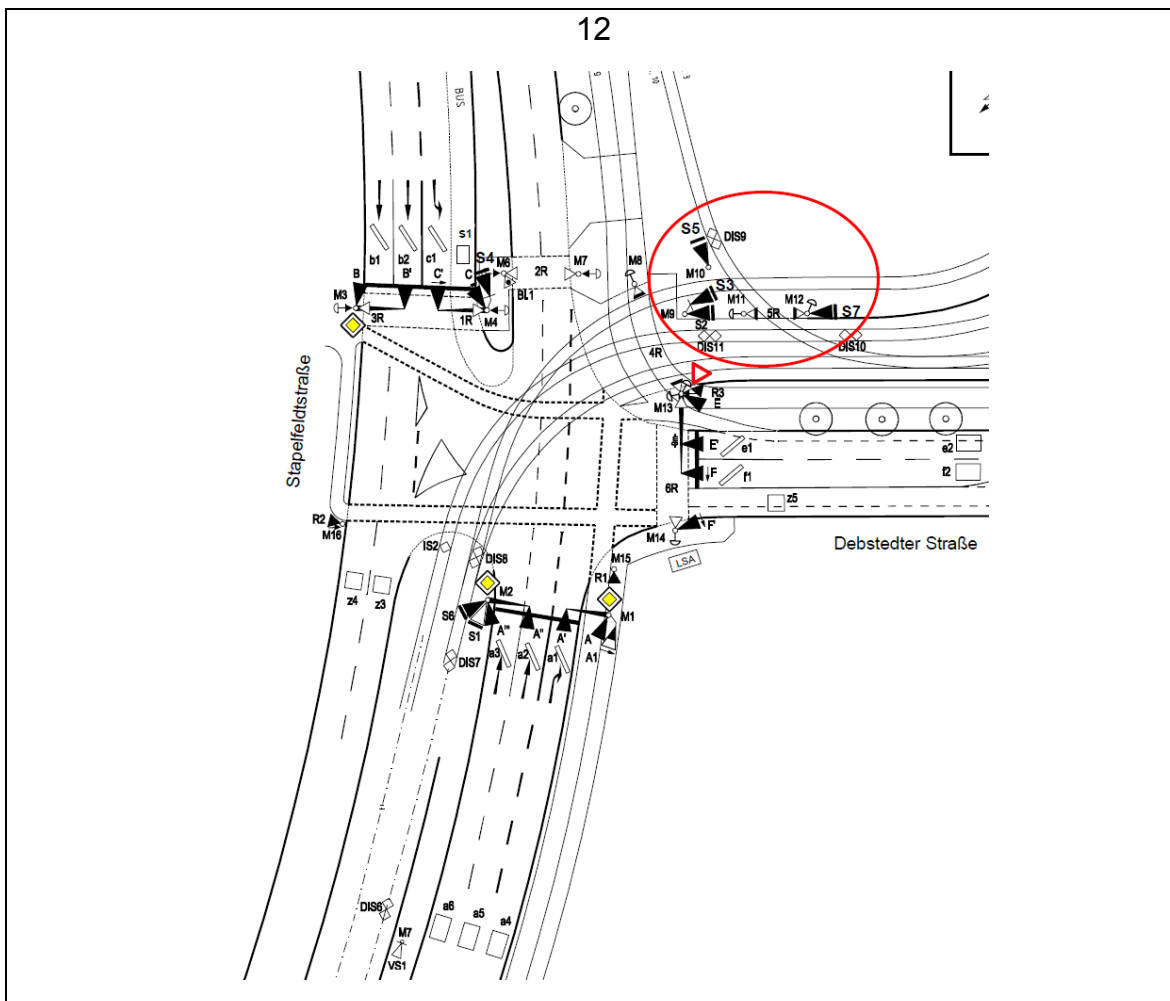 12
9
10
BUS
b1
b2
c1
s1
S4
M6
2R
M7
M8
S5
DIS9
M10
B
B'
C'
C
BL1
M3
3R
1R
M4
S3
M9
S2
M11
5R
M12
S7
DIS11
DIS10
4R
Stapelfeldtstraße
M13
R3
E
E'
e1
e2
F
f1
f2
6R
z5
R2
M16
M14
F'
Debstedter Straße
LSA
IS2
DIS8
M15
R1
z4
z3
M2
M1
S6
S1
A'''
A''
A'
A
a3
a2
a1
A1
DIS7
DIS6
a6
a5
a4
M7
VS1